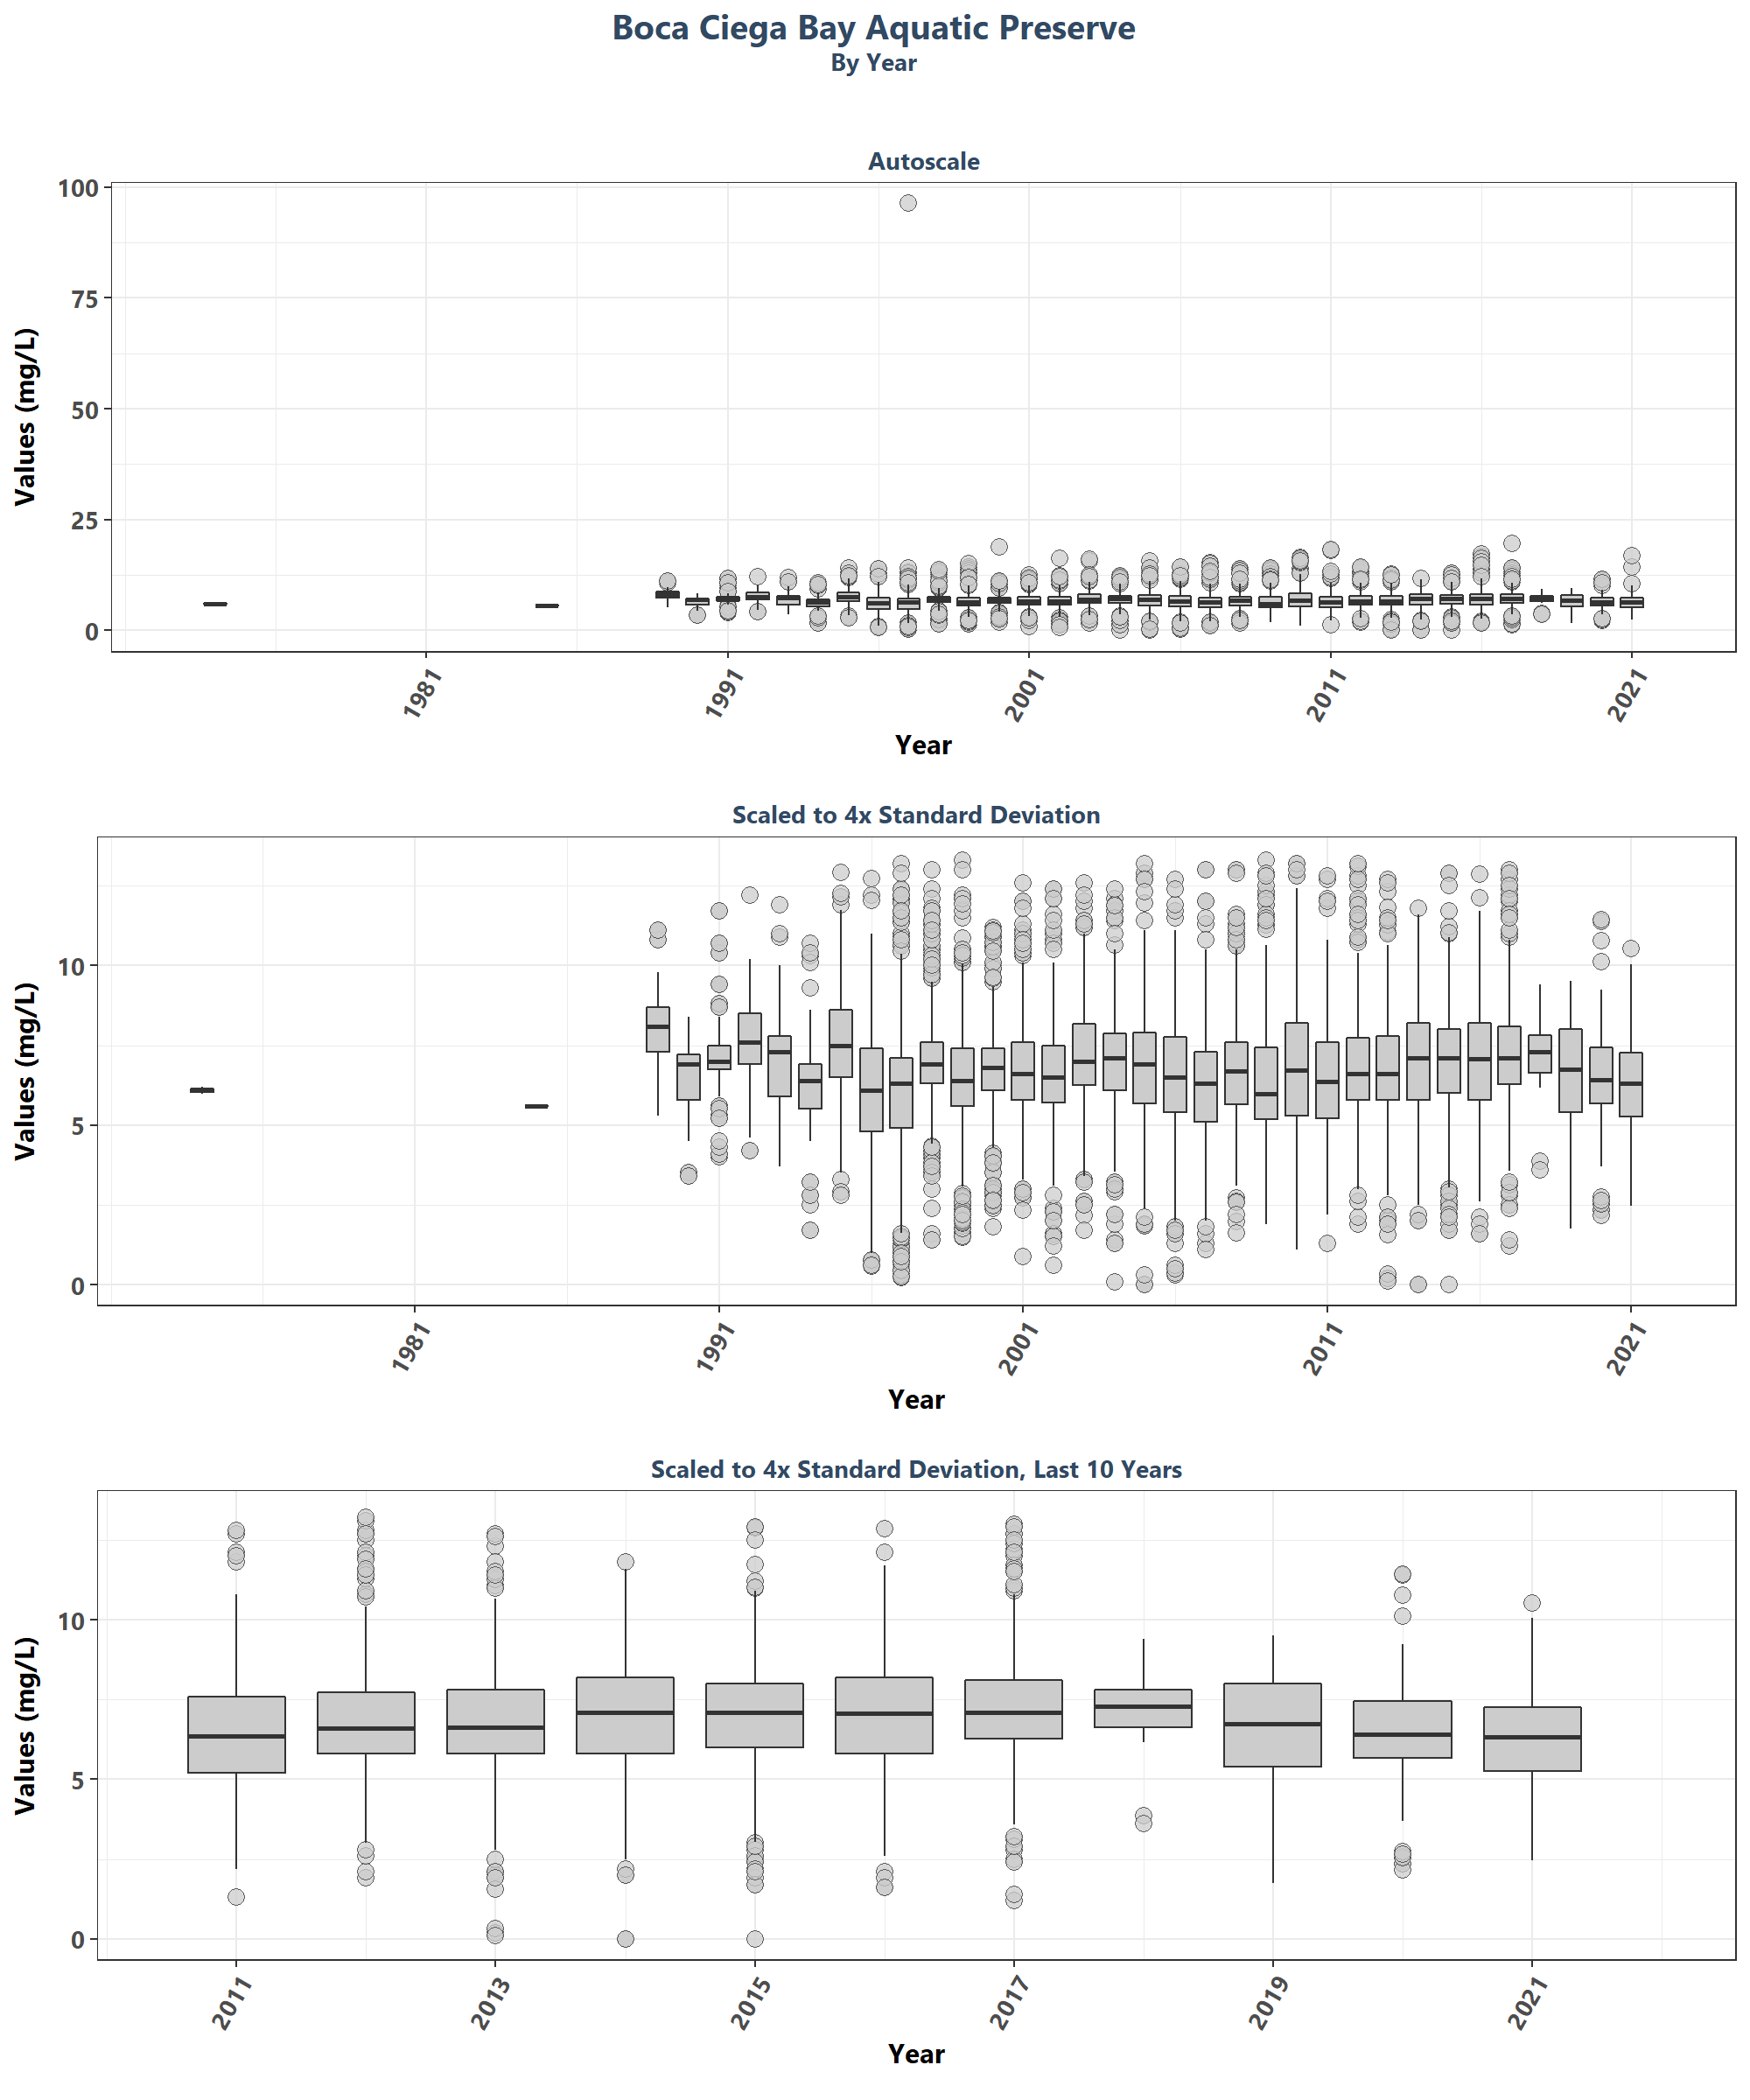 Boca Ciega Bay Aquatic Preserve
By Year
Autoscale
Values (mg/L)
100
75
50
25
0
1981
1991
2001
2011
2021
Year
Scaled to 4x Standard Deviation
Values (mg/L)
10
5
0
1981
1991
2001
2011
2021
Year
Scaled to 4x Standard Deviation, Last 10 Years
Values (mg/L)
10
5
0
2011
2013
2015
2017
2019
2021
Year